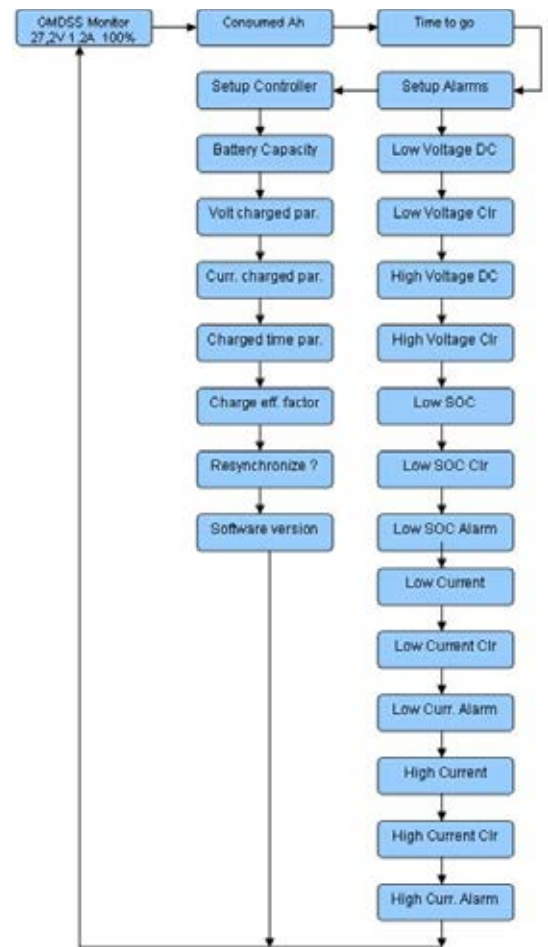 GMDSS Monitor
27,2V 1.2A 100%
Consumed Ah
Time to go
Setup Controller
Setup Alarms
Battery Capacity
Low Voltage DC
Volt charged par.
Low Voltage Clr
Curr. charged par.
High Voltage DC
Charged time par.
High Voltage Clr
Charge eff. factor
Low SOC
Resynchronize ?
Low SOC Clr
Software version
Low SOC Alarm
Low Current
Low Current Clr
Low Curr. Alarm
High Current
High Current Clr
High Curr. Alarm